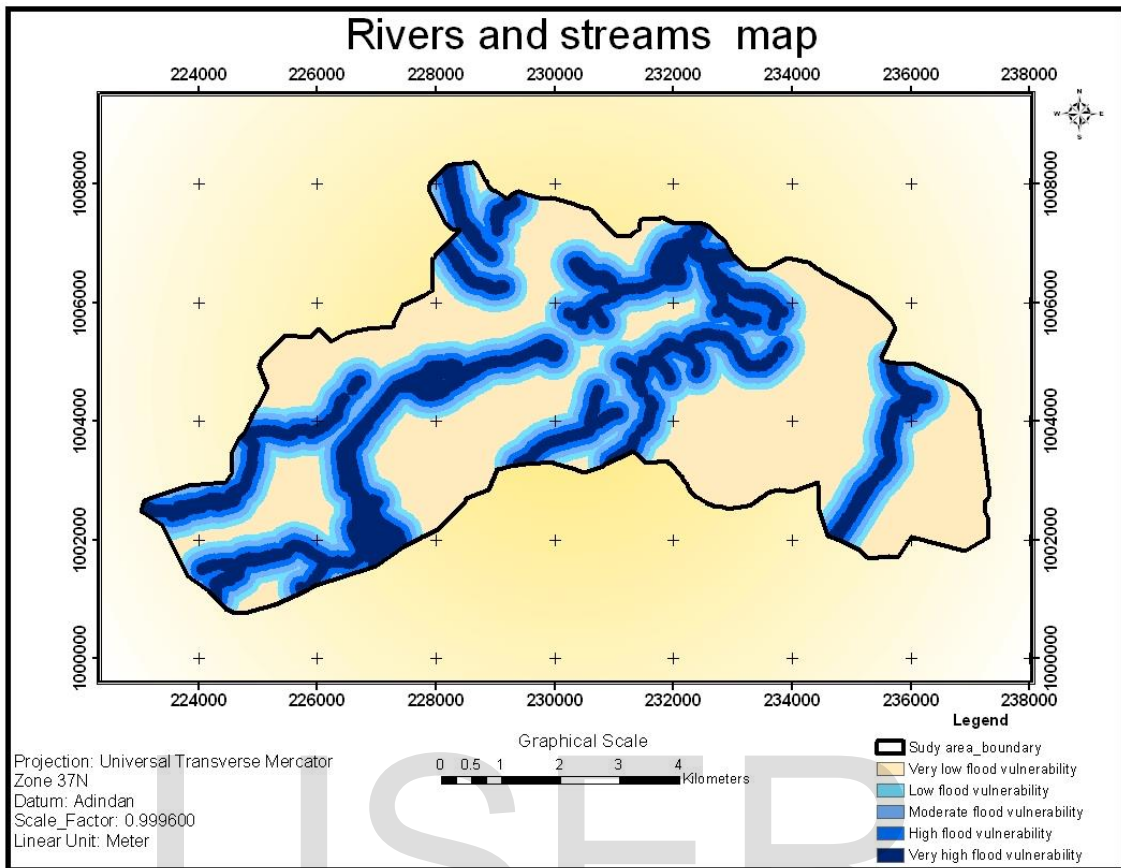 Rivers and streams map
224000 226000 228000 230000 232000 234000 236000 238000
N
W E
S
1008000 1008000
1006000 1006000
1004000 1004000
1002000 1002000
1000000 1000000
224000 226000 228000 230000 232000 234000 236000 238000
Legend
Sudy area_boundary
Very low flood vulnerability
Low flood vulnerability
Moderate flood vulnerability
High flood vulnerability
Very high flood vulnerability
Graphical Scale
0 0.5 1 2 3 4
Kilometers
Projection: Universal Transverse Mercator
Zone 37N
Datum: Adindan
Scale_Factor: 0.999600
Linear Unit: Meter
IJSER